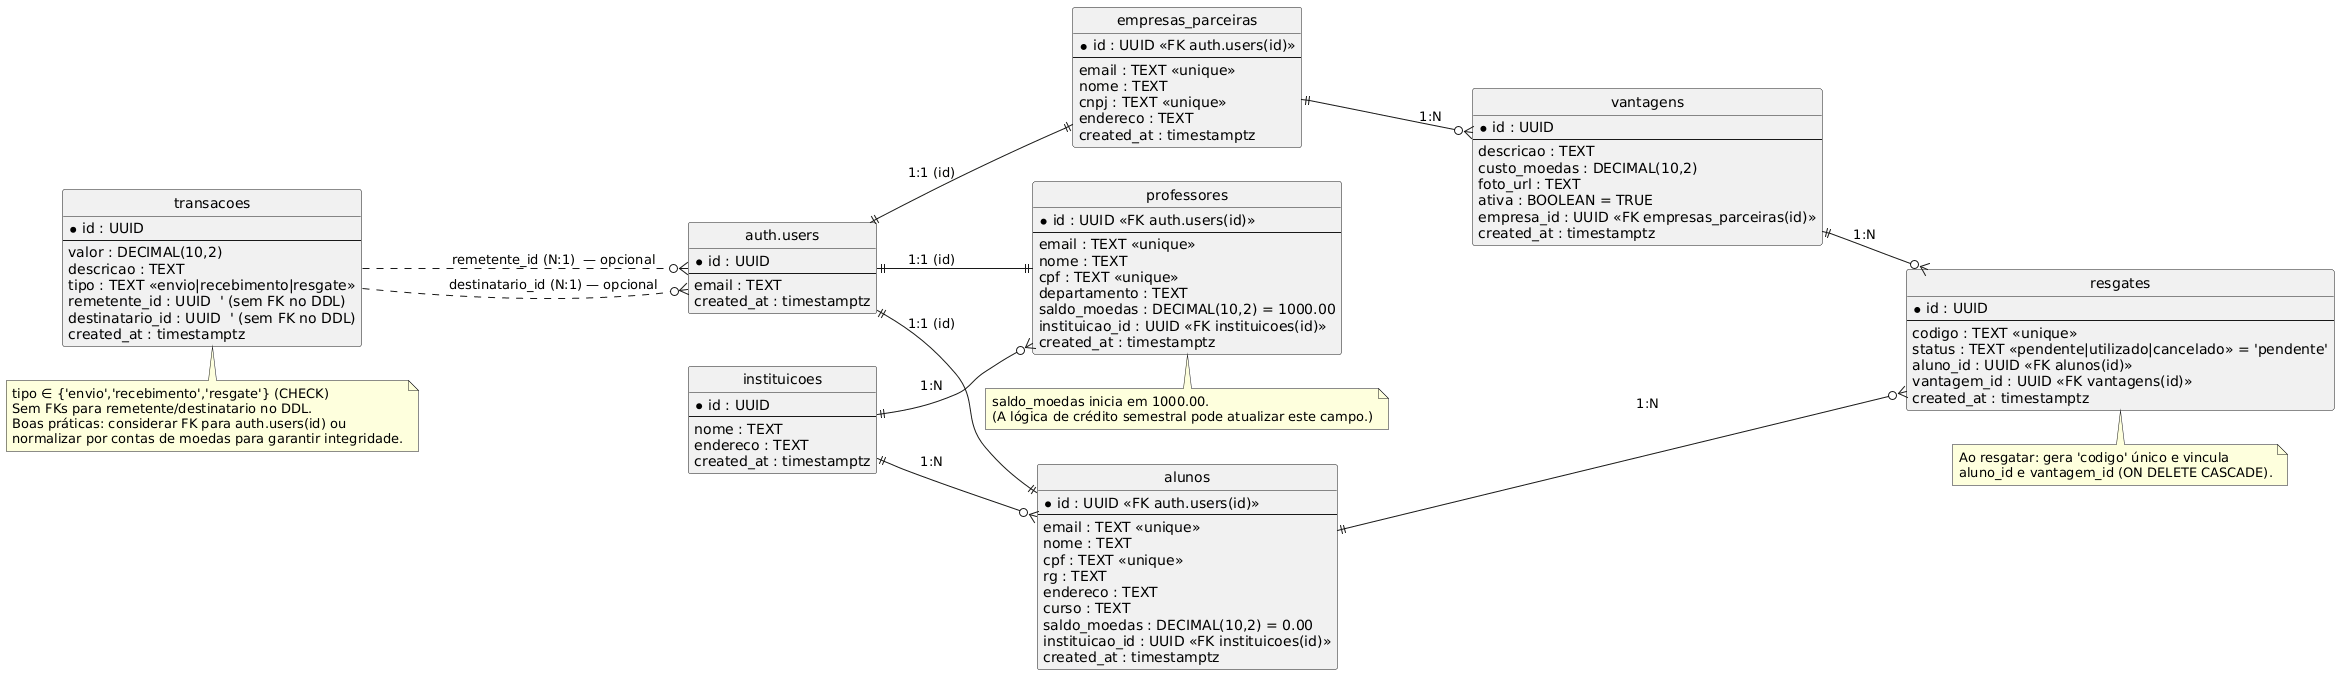 empresas_parceiras
id : UUID «FK auth.users(id)»
email : TEXT «unique»
nome : TEXT
cnpj : TEXT «unique»
endereco : TEXT
created_at : timestamptz
1:N
vantagens
id : UUID
descricao : TEXT
custo_moedas : DECIMAL(10,2)
foto_url : TEXT
ativa : BOOLEAN = TRUE
empresa_id : UUID «FK empresas_parceiras(id)»
created_at : timestamptz
1:N
1:1 (id)
transacoes
id : UUID
valor : DECIMAL(10,2)
descricao : TEXT
tipo : TEXT «envio|recebimento|resgate»
remetente_id : UUID  ' (sem FK no DDL)
destinatario_id : UUID  ' (sem FK no DDL)
created_at : timestamptz
remetente_id (N:1)  — opcional
destinatario_id (N:1) — opcional
auth.users
id : UUID
email : TEXT
created_at : timestamptz
1:1 (id)
1:1 (id)
professores
id : UUID «FK auth.users(id)»
email : TEXT «unique»
nome : TEXT
cpf : TEXT «unique»
departamento : TEXT
saldo_moedas : DECIMAL(10,2) = 1000.00
instituicao_id : UUID «FK instituicoes(id)»
created_at : timestamptz
resgates
id : UUID
codigo : TEXT «unique»
status : TEXT «pendente|utilizado|cancelado» = 'pendente'
aluno_id : UUID «FK alunos(id)»
vantagem_id : UUID «FK vantagens(id)»
created_at : timestamptz
tipo ∈ {'envio','recebimento','resgate'} (CHECK)
Sem FKs para remetente/destinatario no DDL.
Boas práticas: considerar FK para auth.users(id) ou
normalizar por contas de moedas para garantir integridade.
instituicoes
id : UUID
nome : TEXT
endereco : TEXT
created_at : timestamptz
1:N
1:N
saldo_moedas inicia em 1000.00.
(A lógica de crédito semestral pode atualizar este campo.)
1:N
Ao resgatar: gera 'codigo' único e vincula
aluno_id e vantagem_id (ON DELETE CASCADE).
alunos
id : UUID «FK auth.users(id)»
email : TEXT «unique»
nome : TEXT
cpf : TEXT «unique»
rg : TEXT
endereco : TEXT
curso : TEXT
saldo_moedas : DECIMAL(10,2) = 0.00
instituicao_id : UUID «FK instituicoes(id)»
created_at : timestamptz